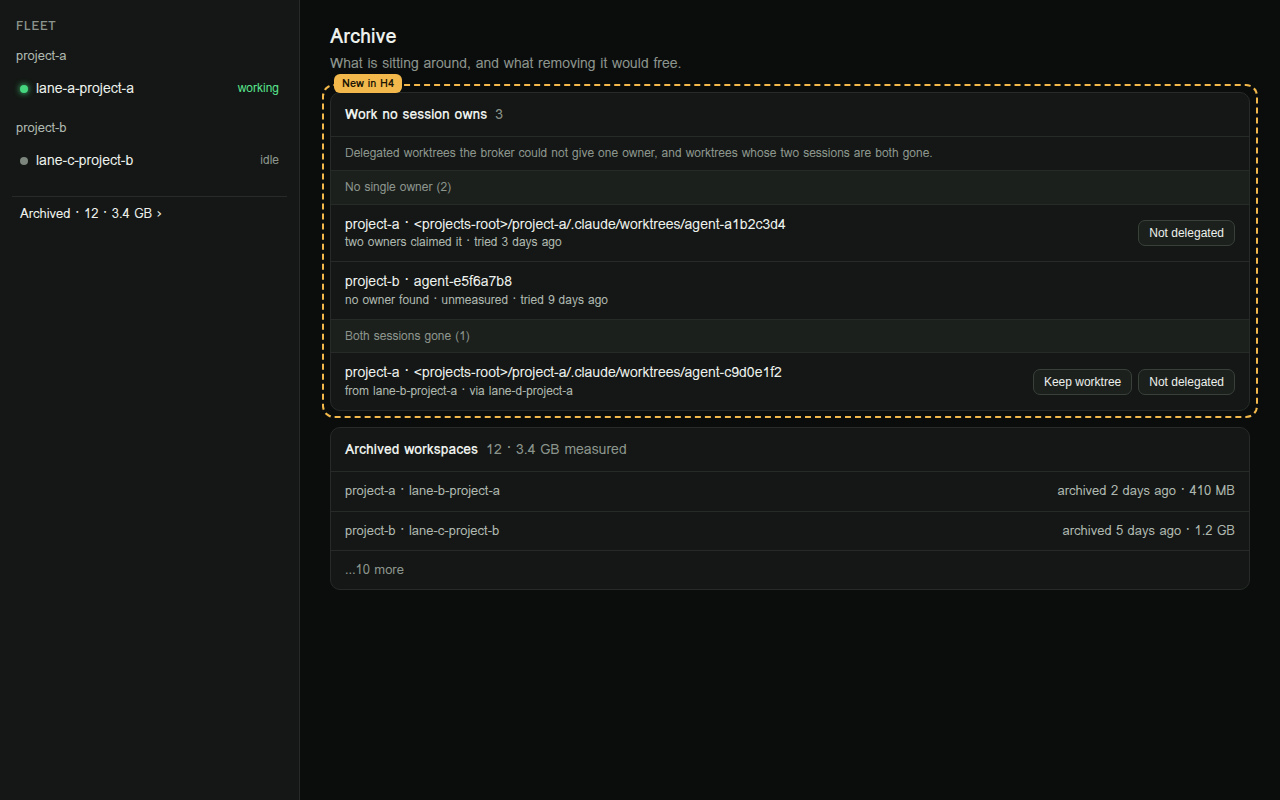 FLEET
project-a
lane-a-project-a working
project-b
lane-c-project-b idle
Archived · 12 · 3.4 GB ›
Archive
What is sitting around, and what removing it would free.
New in H4
Work no session owns 3
Delegated worktrees the broker could not give one owner, and worktrees whose two sessions are both gone.
No single owner (2)
project-a · <projects-root>/project-a/.claude/worktrees/agent-a1b2c3d4
two owners claimed it · tried 3 days ago
Not delegated
project-b · agent-e5f6a7b8
no owner found · unmeasured · tried 9 days ago
Both sessions gone (1)
project-a · <projects-root>/project-a/.claude/worktrees/agent-c9d0e1f2
from lane-b-project-a · via lane-d-project-a
Keep worktree Not delegated
Archived workspaces 12 · 3.4 GB measured
project-a · lane-b-project-a archived 2 days ago · 410 MB
project-b · lane-c-project-b archived 5 days ago · 1.2 GB
...10 more